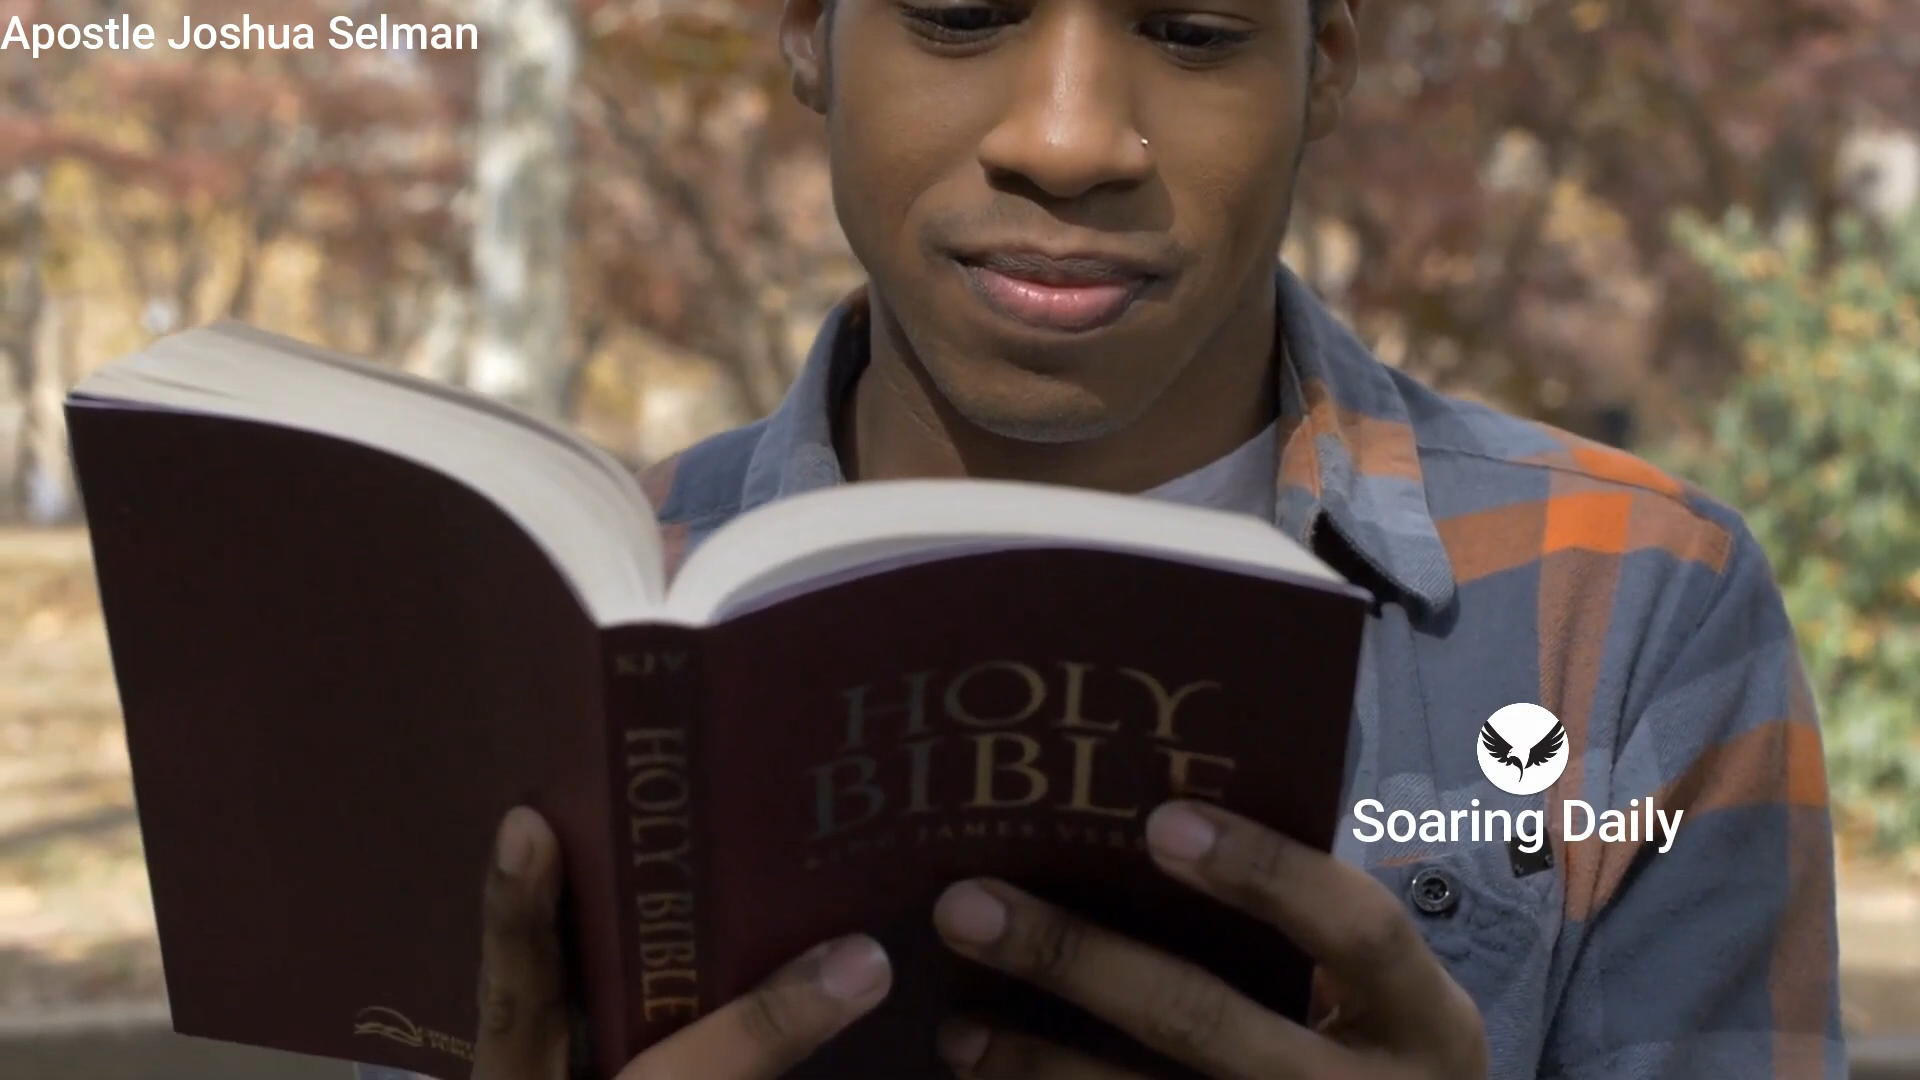 Apostle Joshua Selman
KJV
HOLY BIBLE
HOLY
BIBLE
Soaring Daily